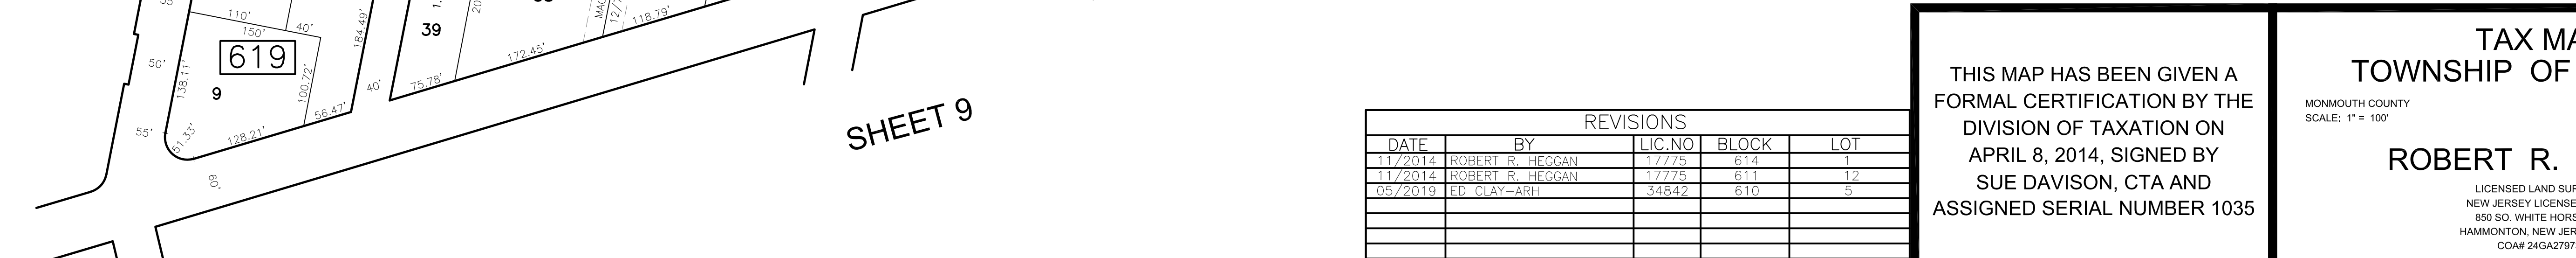 110'
150'
40'
184.49'
619
50'
138.11'
100.72'
9
56.47'
40'
55'
51.33'
128.21'
60'
39
75.78'
172.45'
118.79'
SHEET 9
REVISIONS
DATE BY LIC.NO BLOCK LOT
11/2014 ROBERT R. HEGGAN 17775 614 1
11/2014 ROBERT R. HEGGAN 17775 611 12
05/2019 ED CLAY-ARH 34842 610 5
THIS MAP HAS BEEN GIVEN A
FORMAL CERTIFICATION BY THE
DIVISION OF TAXATION ON
APRIL 8, 2014, SIGNED BY
SUE DAVISON, CTA AND
ASSIGNED SERIAL NUMBER 1035
TAX MA
TOWNSHIP OF
MONMOUTH COUNTY
SCALE: 1" = 100'
ROBERT R.
LICENSED LAND SUR
NEW JERSEY LICENSE
850 SO. WHITE HORS
HAMMONTON, NEW JER
COA# 24GA2797